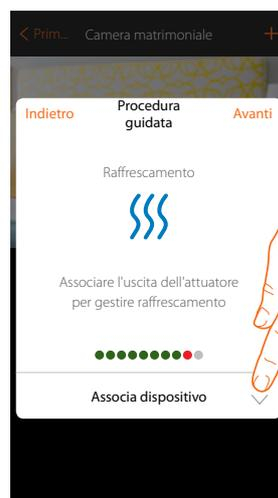 Prim... Camera matrimoniale +
Indietro Procedura guidata Avanti
Raffrescamento
Associare l'uscita dell'attuatore
per gestire raffrescamento
Associa dispositivo